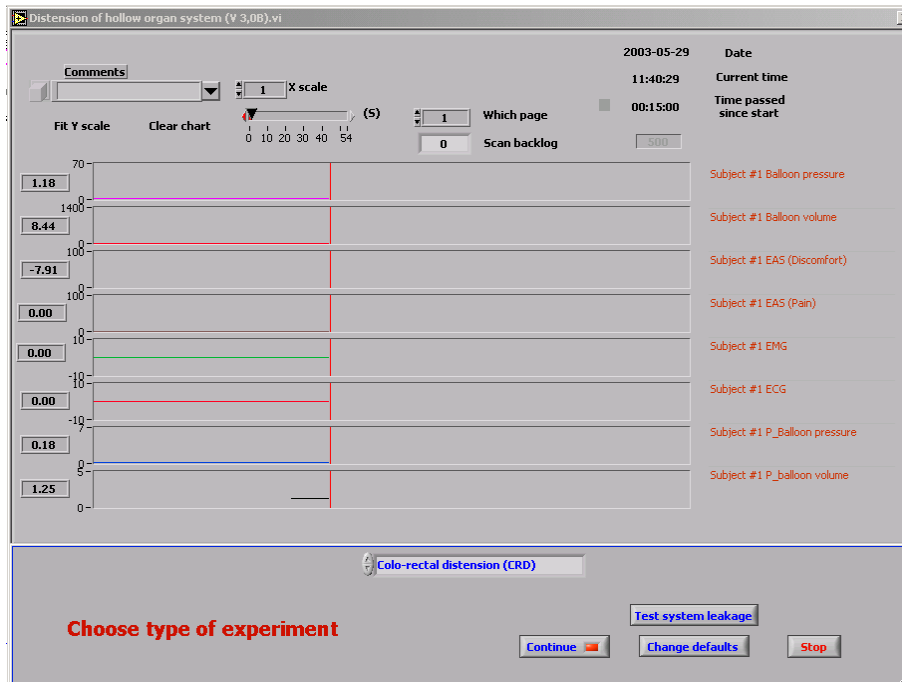 Distension of hollow organ system (V 3,0B).vi
2003-05-29 Date
Comments
1 X scale
11:40:29 Current time
(S)
00:15:00 Time passed
since start
1 Which page
Fit Y scale Clear chart
0 10 20 30 40 54
0 Scan backlog
500
70
1.18
0
Subject #1 Balloon pressure
1400
8.44
0
Subject #1 Balloon volume
100
-7.91
0
Subject #1 EAS (Discomfort)
100
0.00
0
Subject #1 EAS (Pain)
10
0.00
-10
Subject #1 EMG
10
0.00
-10
Subject #1 ECG
7
0.18
0
Subject #1 P_Balloon pressure
5
1.25
0
Subject #1 P_balloon volume
Colo-rectal distension (CRD)
Choose type of experiment
Test system leakage
Continue
Change defaults
Stop